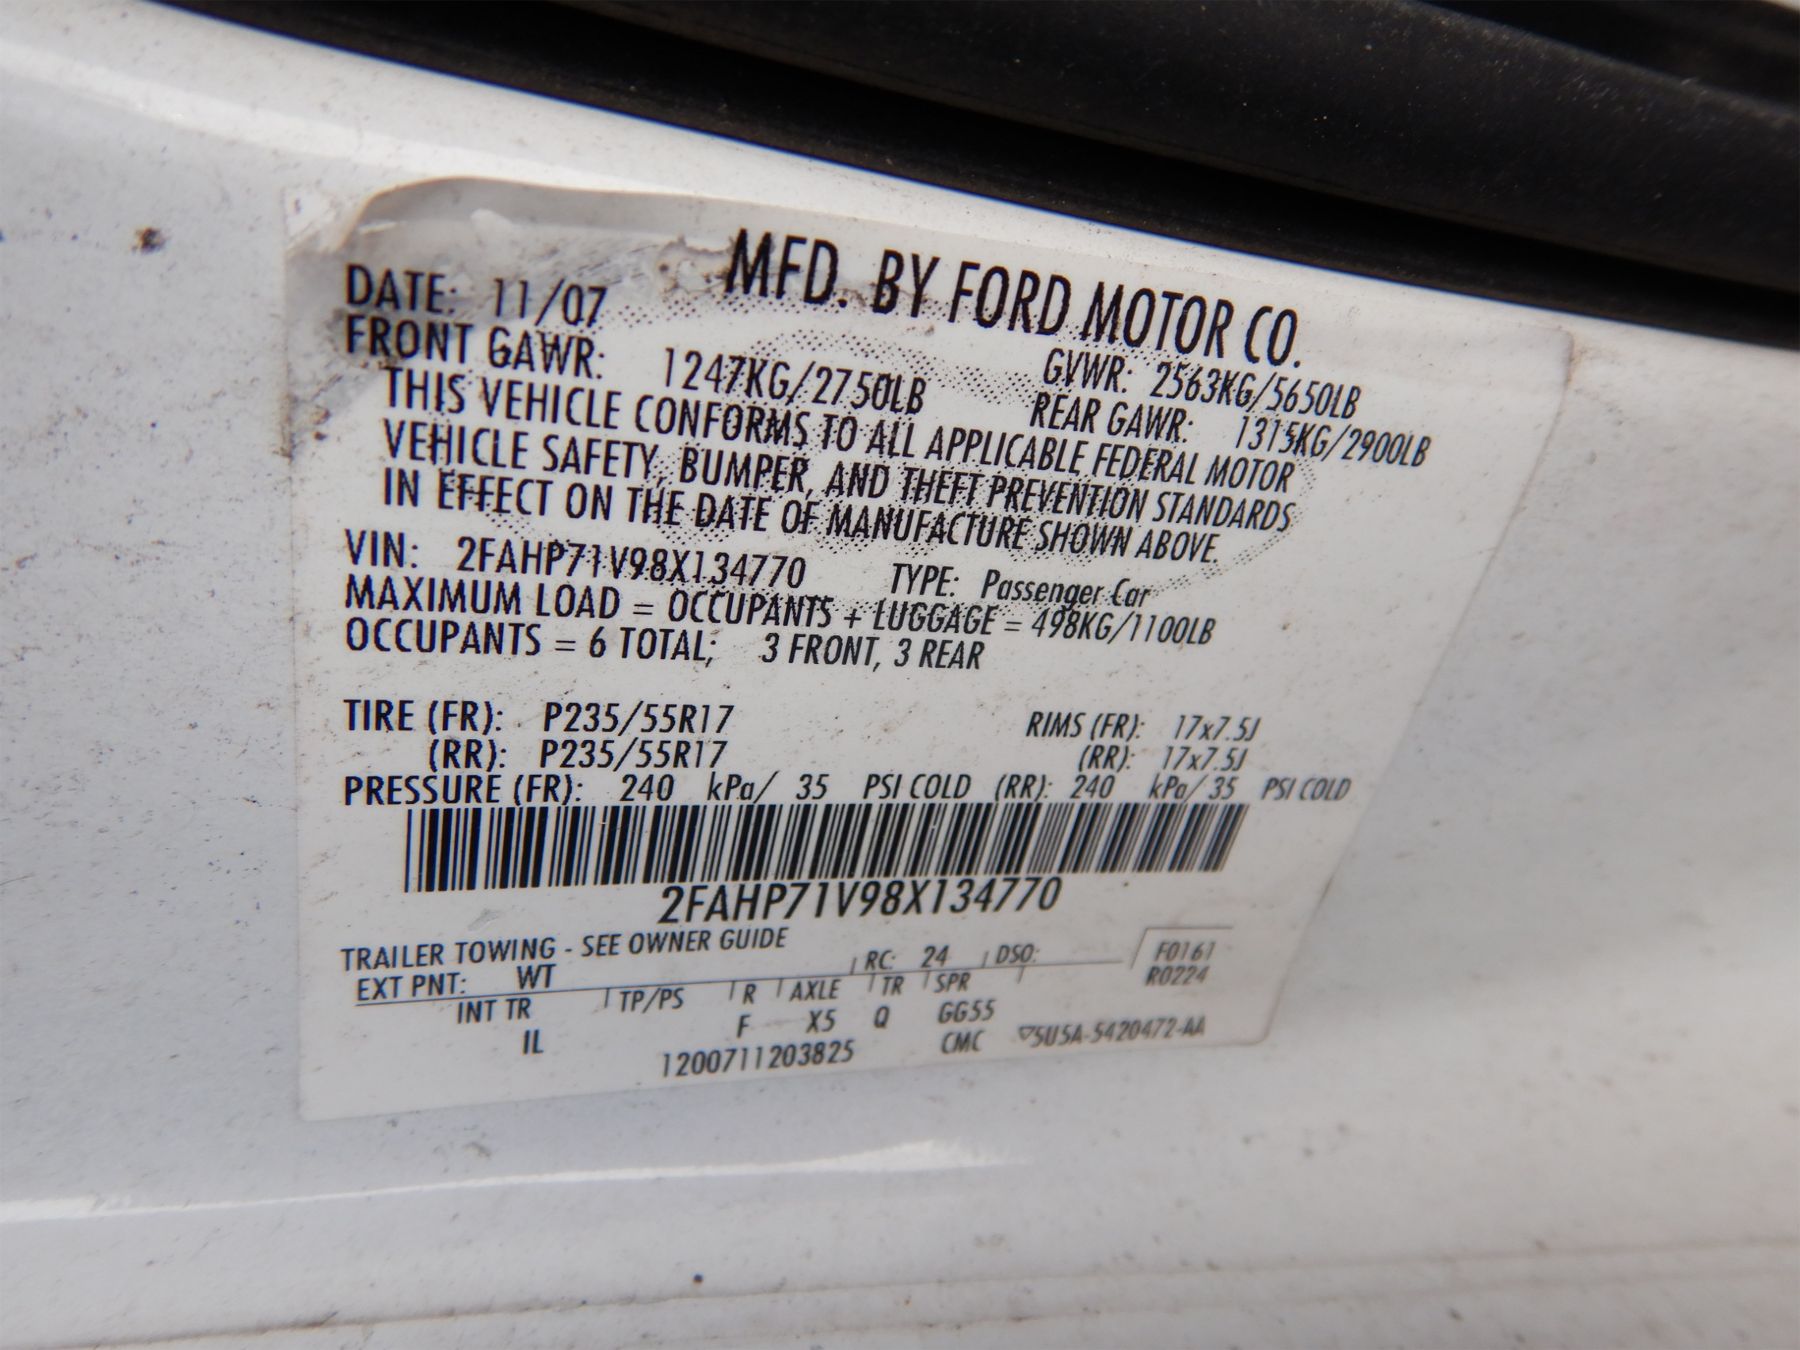 MFD. BY FORD MOTOR CO.
DATE: 11/07 GVWR: 2563KG/5650LB
FRONT GAWR: 1247KG/2750LB REAR GAWR: 1315KG/2900LB
THIS VEHICLE CONFORMS TO ALL APPLICABLE FEDERAL MOTOR
VEHICLE SAFETY, BUMPER, AND THEFT PREVENTION STANDARDS
IN EFFECT ON THE DATE OF MANUFACTURE SHOWN ABOVE.
VIN: 2FAHP71V98X134770 TYPE: Passenger Car
MAXIMUM LOAD = OCCUPANTS + LUGGAGE = 498KG/1100LB
OCCUPANTS = 6 TOTAL; 3 FRONT, 3 REAR
TIRE (FR): P235/55R17 RIMS (FR): 17x7.5J
(RR): P235/55R17 (RR): 17x7.5J
PRESSURE (FR): 240 kPa/ 35 PSI COLD (RR): 240 kPa/ 35 PSI COLD
2FAHP71V98X134770
TRAILER TOWING - SEE OWNER GUIDE
EXT PNT: WT RC: 24 DSO: F0161
R0224
INT TR TP/PS R AXLE TR SPR
IL F X5 Q GG55
1200711203825 CMC ▽5U5A-5420472-AA